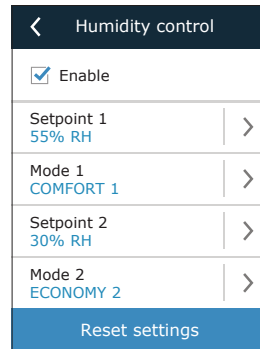 Humidity control
Enable
Setpoint 1
55% RH
Mode 1
COMFORT 1
Setpoint 2
30% RH
Mode 2
ECONOMY 2
Reset settings